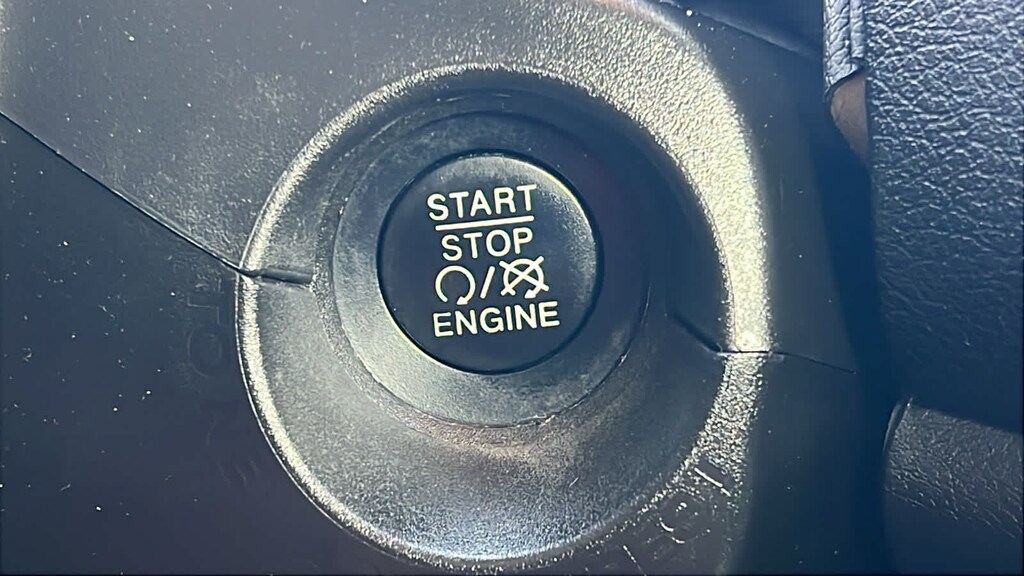 START
STOP
/
ENGINE